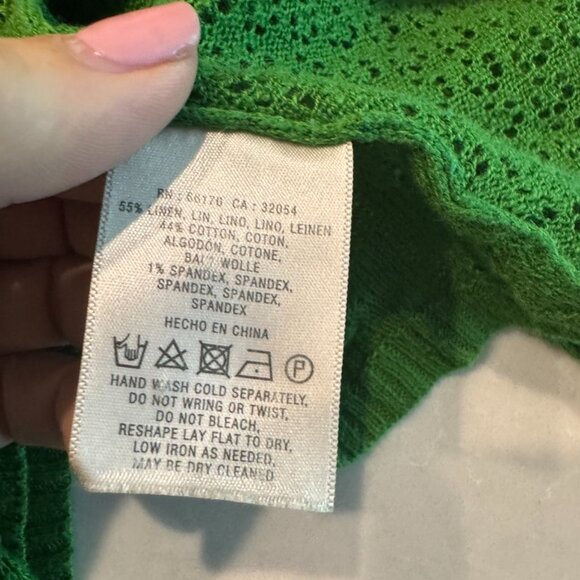 RN : 66170 CA : 32054
55% LINEN, LIN, LINO, LINO, LEINEN
44% COTTON, COTON,
ALGODÓN, COTONE,
BAUMWOLLE
1% SPANDEX, SPANDEX,
SPANDEX, SPANDEX,
SPANDEX
HECHO EN CHINA
P
HAND WASH COLD SEPARATELY,
DO NOT WRING OR TWIST,
DO NOT BLEACH,
RESHAPE LAY FLAT TO DRY,
LOW IRON AS NEEDED,
MAY BE DRY CLEANED